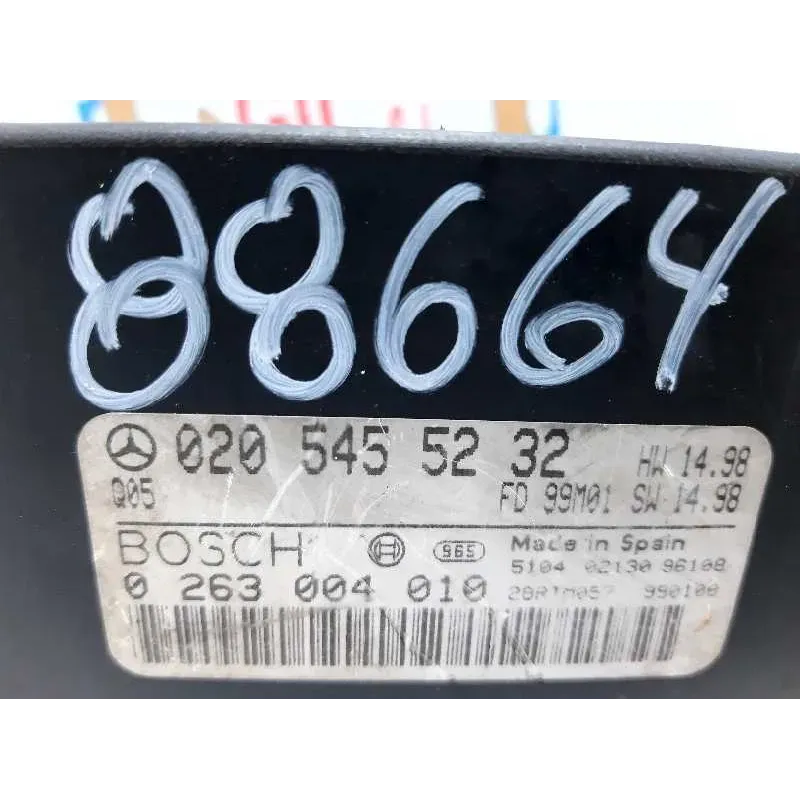 88664
020 545 52 32 HW 14.98
Q05 FD 99M01 SW 14.98
BOSCH 965 Made in Spain
5104 02130 96108
0 263 004 010 28RTM057 990108